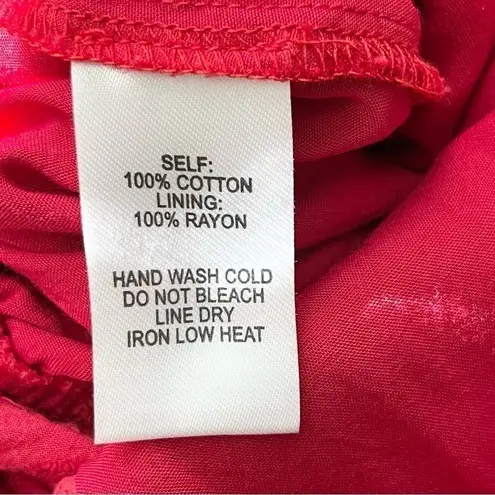 SELF:
100% COTTON
LINING:
100% RAYON
HAND WASH COLD
DO NOT BLEACH
LINE DRY
IRON LOW HEAT